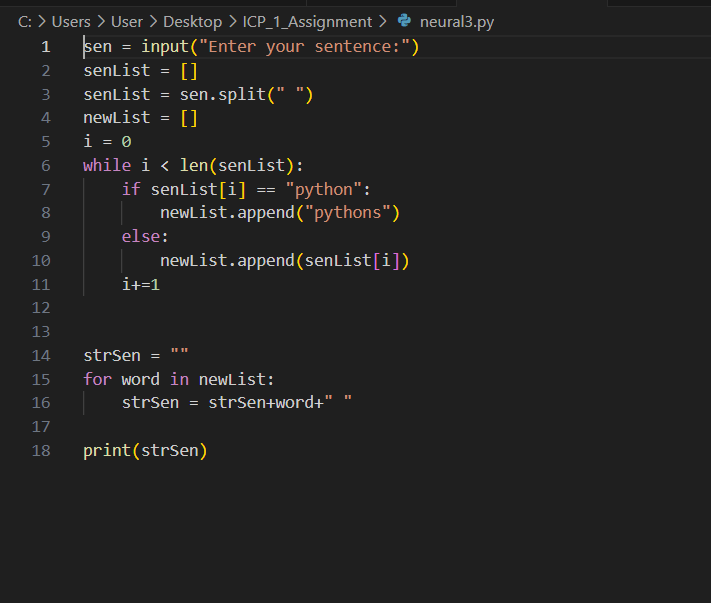 C: > Users > User > Desktop > ICP_1_Assignment > neural3.py
1 sen = input("Enter your sentence:")
2 senList = []
3 senList = sen.split(" ")
4 newList = []
5 i = 0
6 while i < len(senList):
7     if senList[i] == "python":
8         newList.append("pythons")
9     else:
10         newList.append(senList[i])
11     i+=1
12
13
14 strSen = ""
15 for word in newList:
16     strSen = strSen+word+" "
17
18 print(strSen)